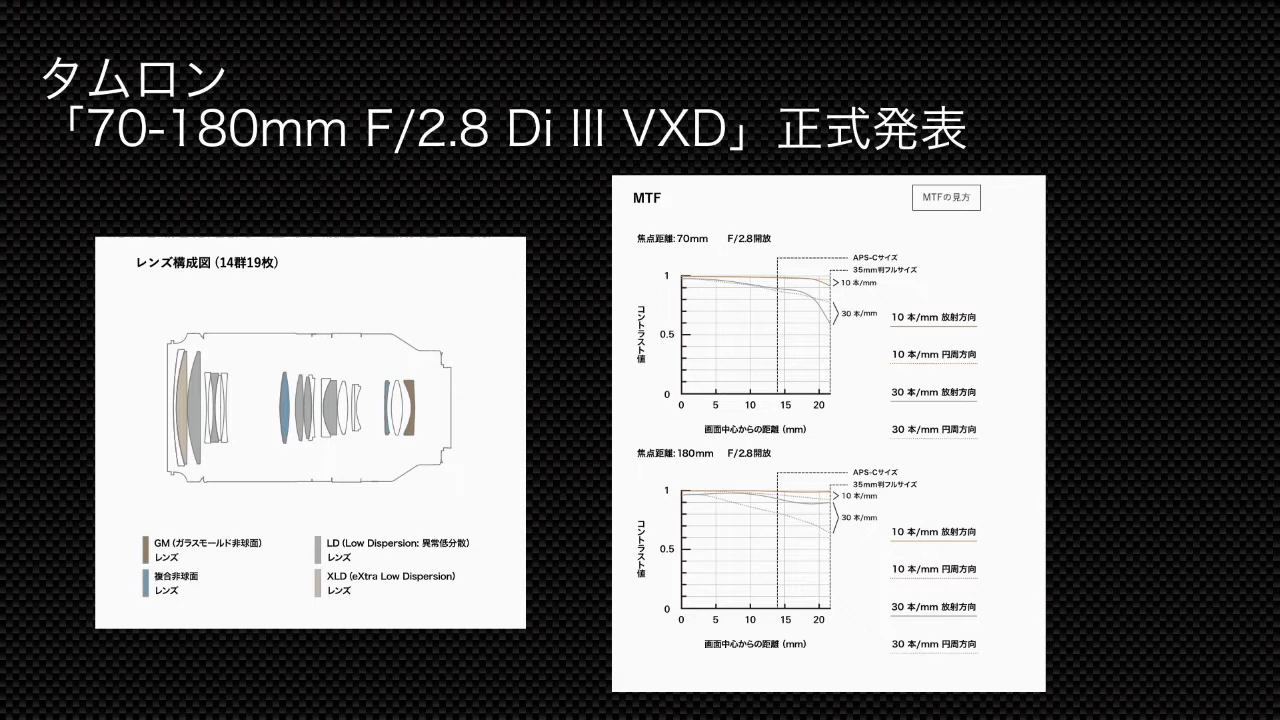 タムロン
「70-180mm F/2.8 Di III VXD」正式発表
レンズ構成図 (14群19枚)
GM (ガラスモールド非球面)
レンズ
LD (Low Dispersion: 異常低分散)
レンズ
複合非球面
レンズ
XLD (eXtra Low Dispersion)
レンズ
MTF
MTFの見方
焦点距離: 70mm F/2.8開放
APS-Cサイズ
35mm判フルサイズ
10 本/mm
30 本/mm
コントラスト値
1
0.5
0
0 5 10 15 20
画面中心からの距離 (mm)
10 本/mm 放射方向
10 本/mm 円周方向
30 本/mm 放射方向
30 本/mm 円周方向
焦点距離: 180mm F/2.8開放
APS-Cサイズ
35mm判フルサイズ
10 本/mm
30 本/mm
コントラスト値
1
0.5
0
0 5 10 15 20
画面中心からの距離 (mm)
10 本/mm 放射方向
10 本/mm 円周方向
30 本/mm 放射方向
30 本/mm 円周方向